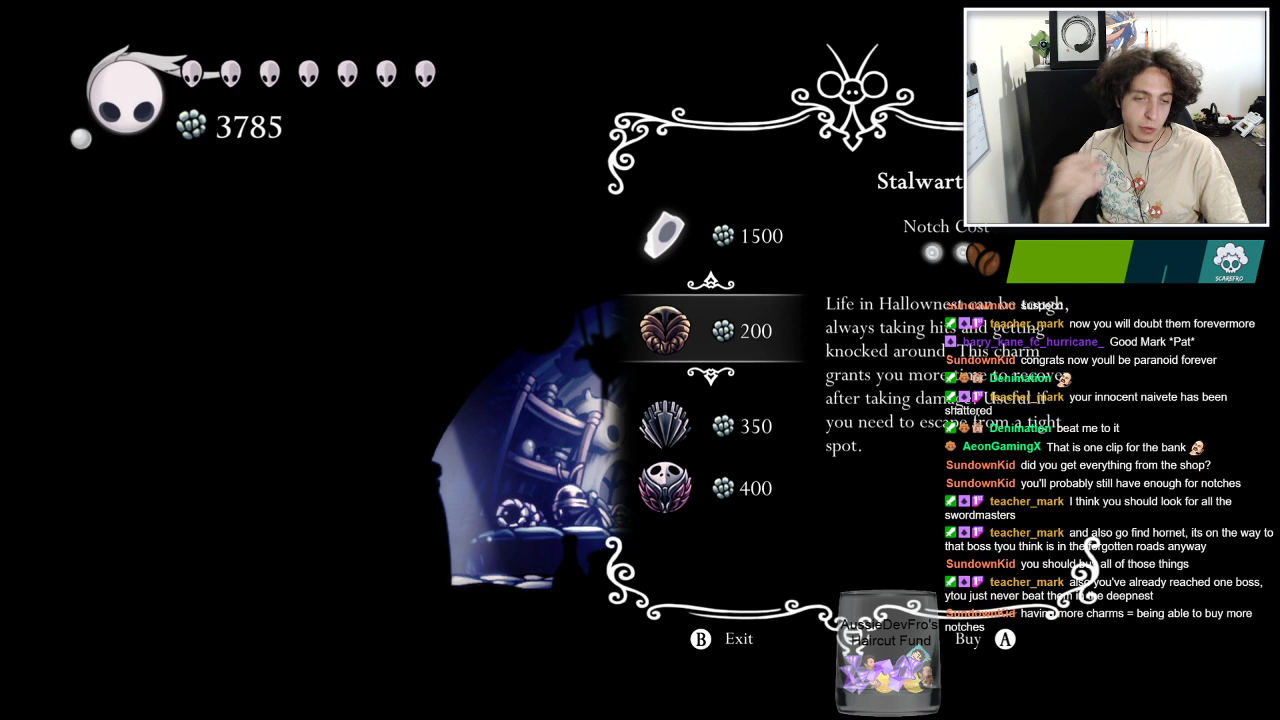 3785
Stalwart
Notch Cost
1500
200
350
400
Life in Hallownest can be tough,
always taking hits and getting
knocked around. This charm
grants you more time to recover
after taking damage. Useful if
you need to escape from a tight
spot.
B Exit
Buy A
AussieDevFro's
Haircut Fund
SCAREFRO
SundownKid suspect
teacher_mark now you will doubt them forevermore
barry_kane_fc_hurricane_ Good Mark *Pat*
SundownKid congrats now youll be paranoid forever
Denimation
teacher_mark your innocent naivete has been
shattered
Denimation beat me to it
AeonGamingX That is one clip for the bank
SundownKid did you get everything from the shop?
SundownKid you'll probably still have enough for notches
teacher_mark I think you should look for all the
swordmasters
teacher_mark and also go find hornet, its on the way to
that boss tyou think is in the forgotten roads anyway
SundownKid you should buy all of those things
teacher_mark also you've already reached one boss,
ytou just never beat them in the deepnest
SundownKid having more charms = being able to buy more
notches